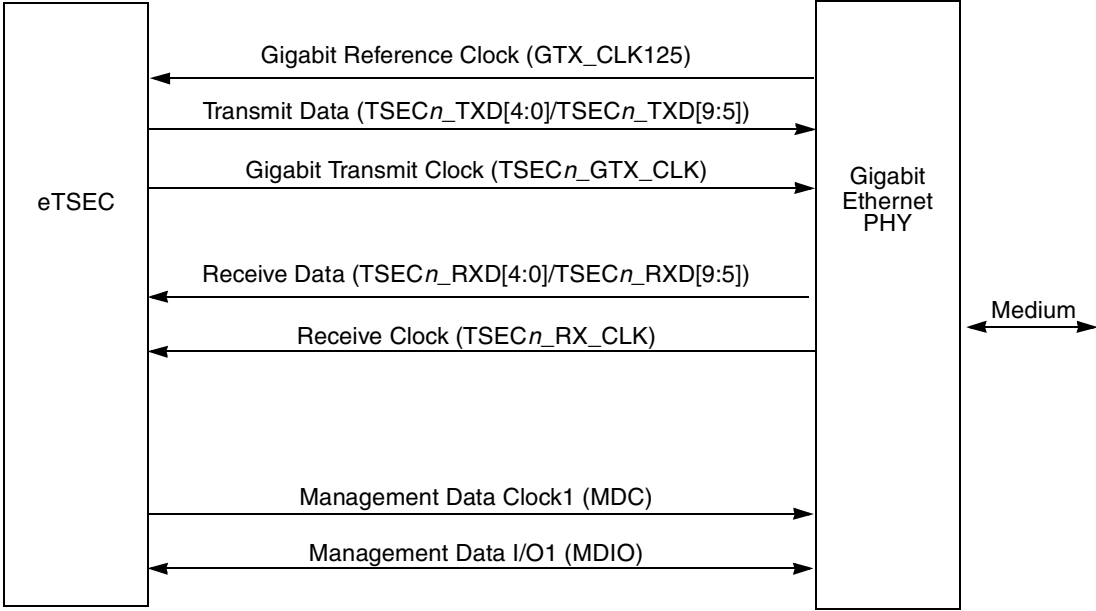 Gigabit Reference Clock (GTX_CLK125)
Transmit Data (TSECn_TXD[4:0]/TSECn_TXD[9:5])
Gigabit Transmit Clock (TSECn_GTX_CLK)
eTSEC
Gigabit
Ethernet
PHY
Receive Data (TSECn_RXD[4:0]/TSECn_RXD[9:5])
Medium
Receive Clock (TSECn_RX_CLK)
Management Data Clock1 (MDC)
Management Data I/O1 (MDIO)